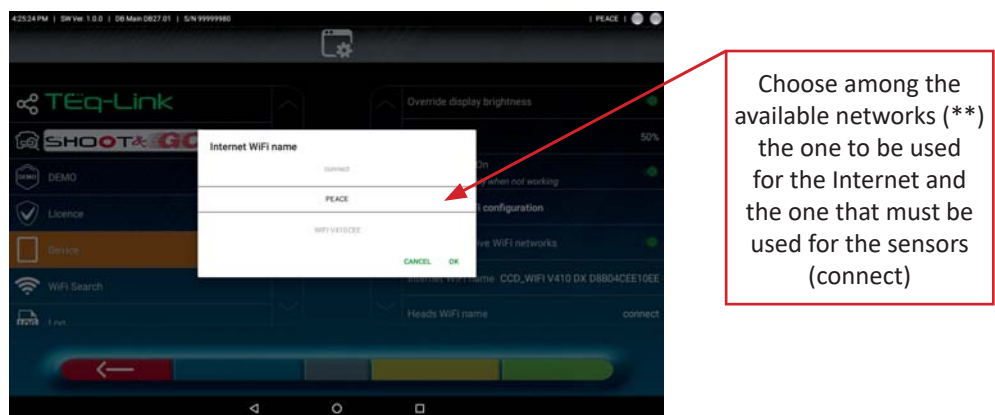 4:25:24 PM | SW Ver. 1.0.0 | DB Main DB27.01 | S/N 99999980
| PEACE |
TEq-Link
SHOOT& GO
DEMO
DEMO
Licence
Device
WiFi Search
LOG Log
Override display brightness
50%
On
when not working
configuration
WiFi networks
Internet WiFi name CCD_WIFI V410 DX D8B04CEE10EE
Heads WiFi name connect
Internet WiFi name
connect
PEACE
WIFI V410 CEE
CANCEL OK
Choose among the
available networks (**)
the one to be used
for the Internet and
the one that must be
used for the sensors
(connect)